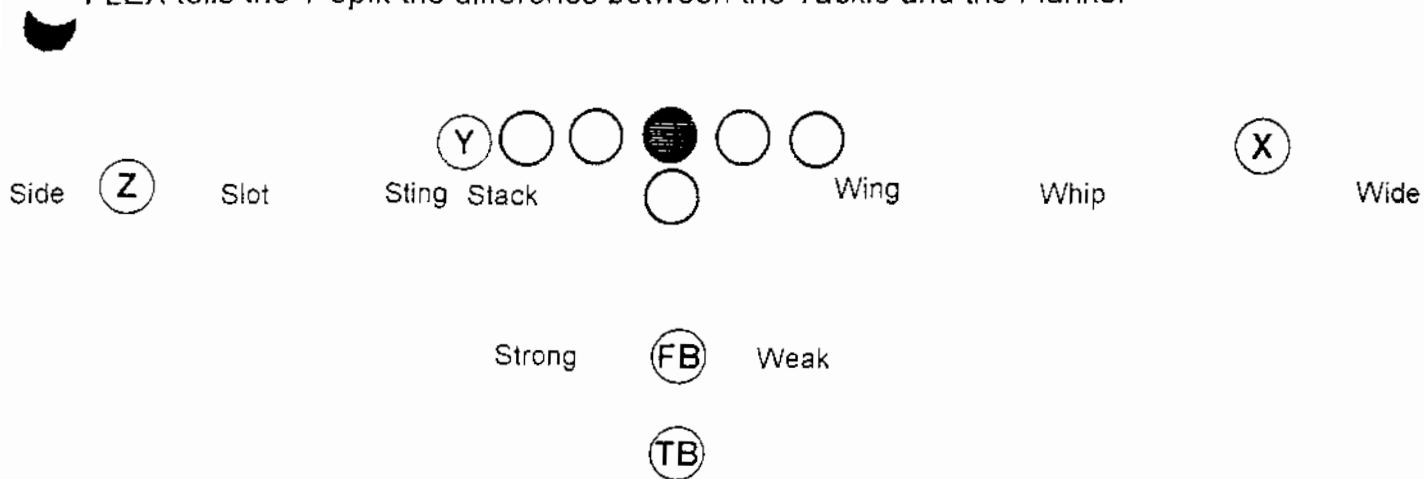 FLEX tells the Y split the difference between the Tackle and the Flanker
Y X
Side Z Slot Sting Stack Wing Whip Wide
Strong FB Weak
TB